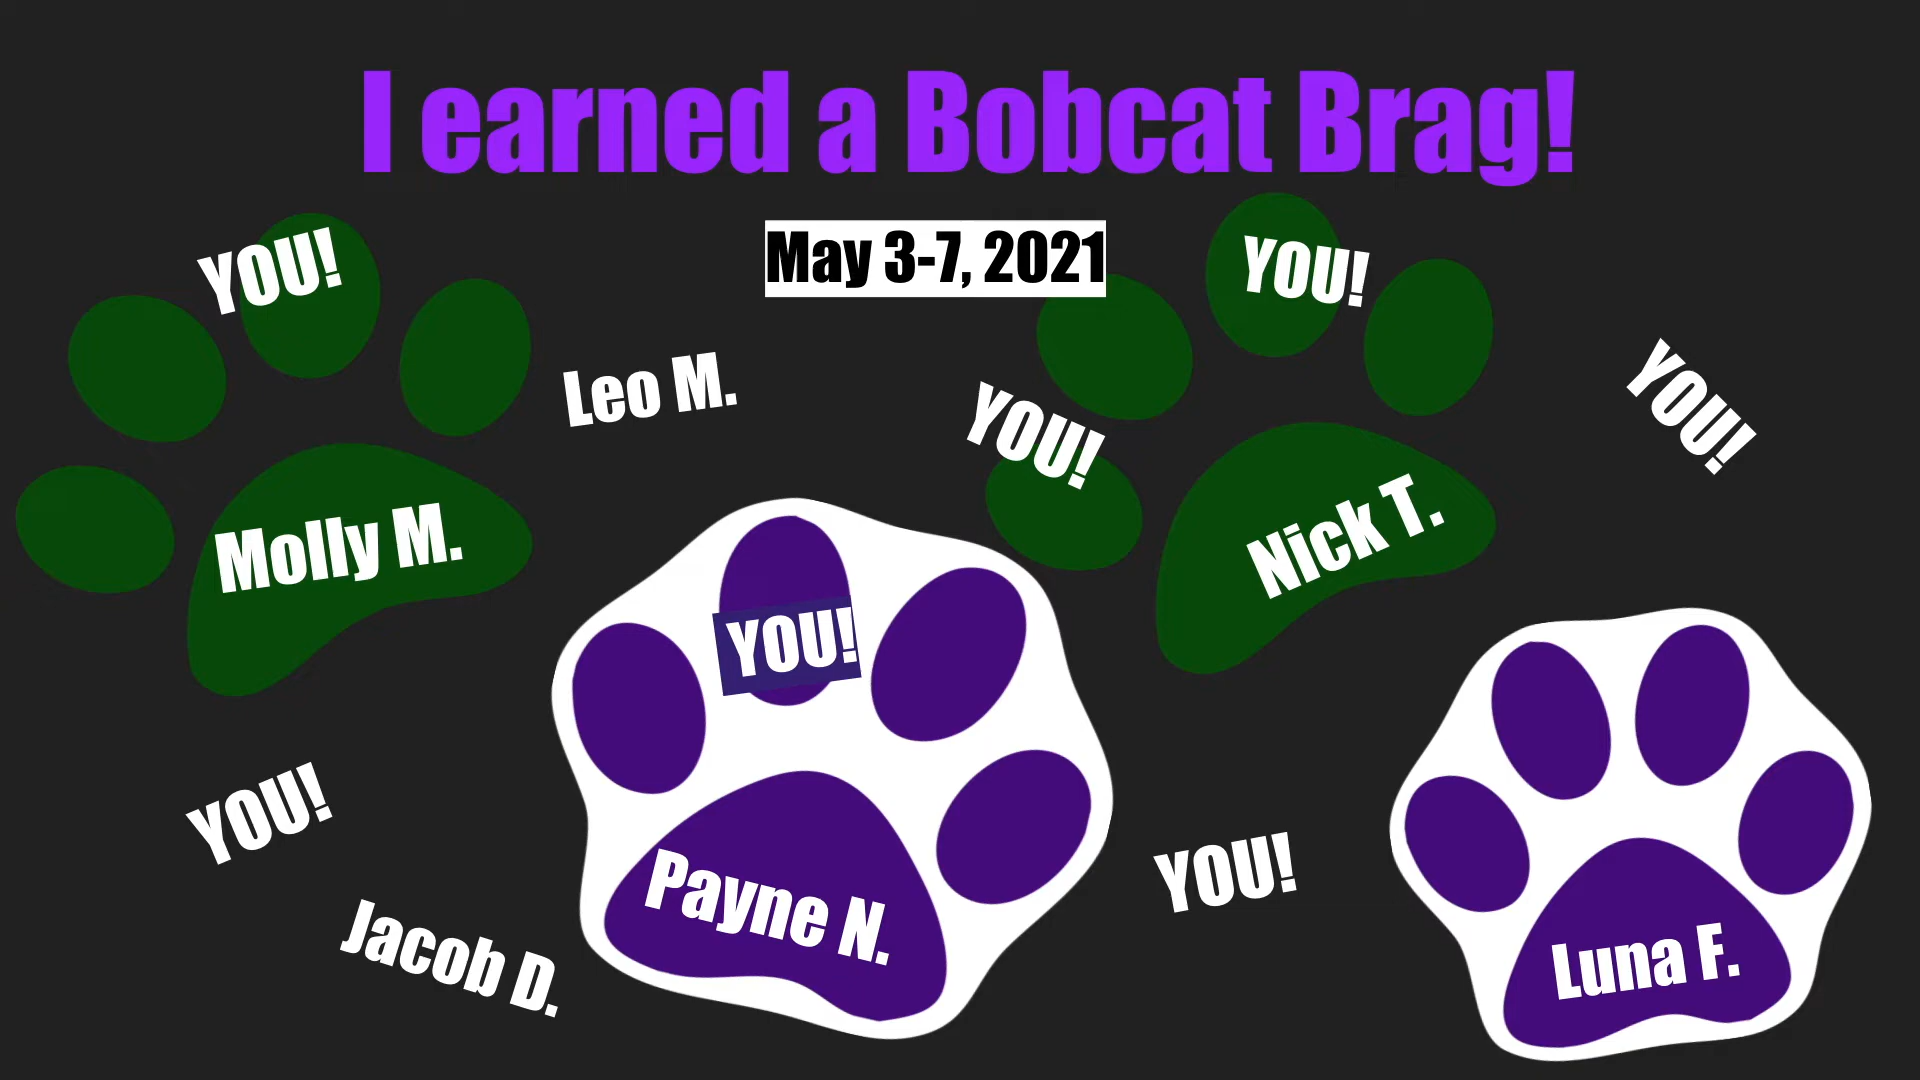 I earned a Bobcat Brag!
May 3-7, 2021
YOU!
YOU!
Leo M.
YOU!
YOU!
Molly M.
Nick T.
YOU!
YOU!
Payne N.
YOU!
Jacob D.
Luna F.